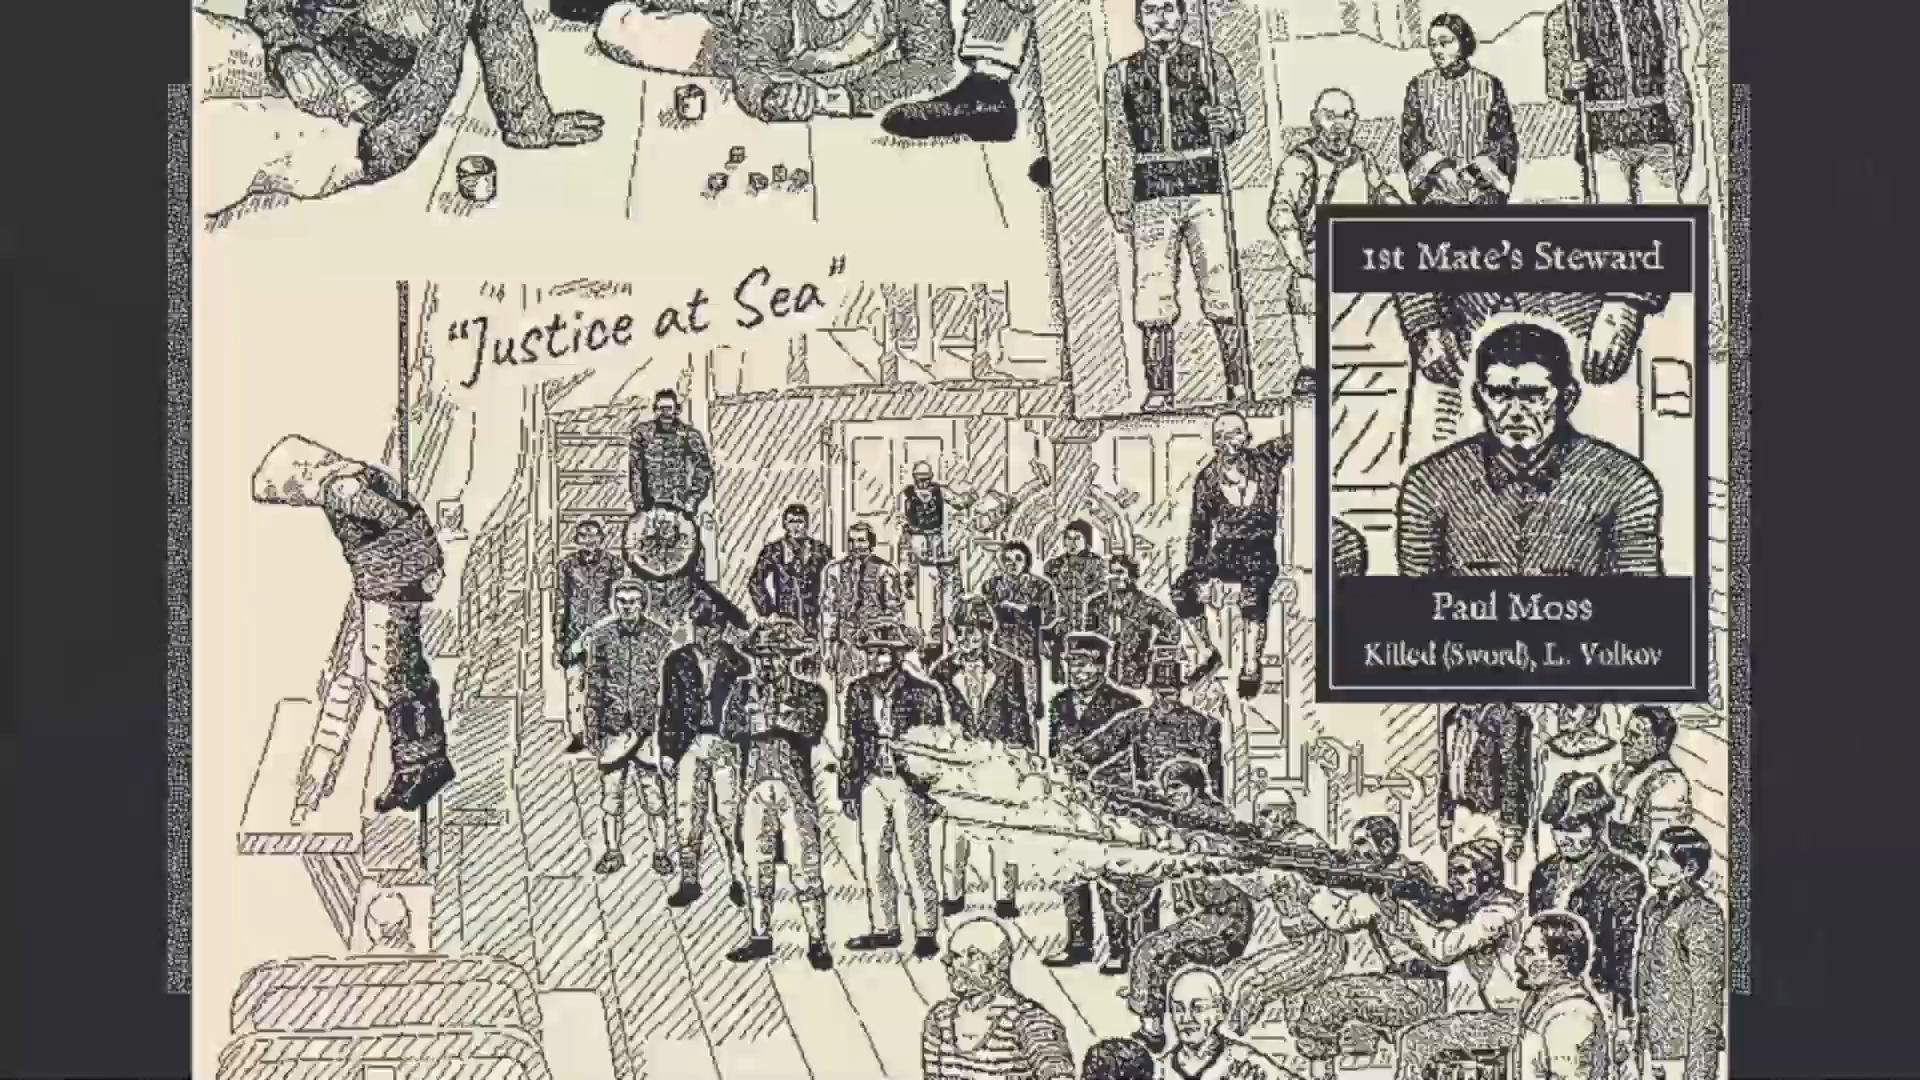 "Justice at Sea"
1st Mate's Steward
Paul Moss
Killed (Sword), L. Volkov